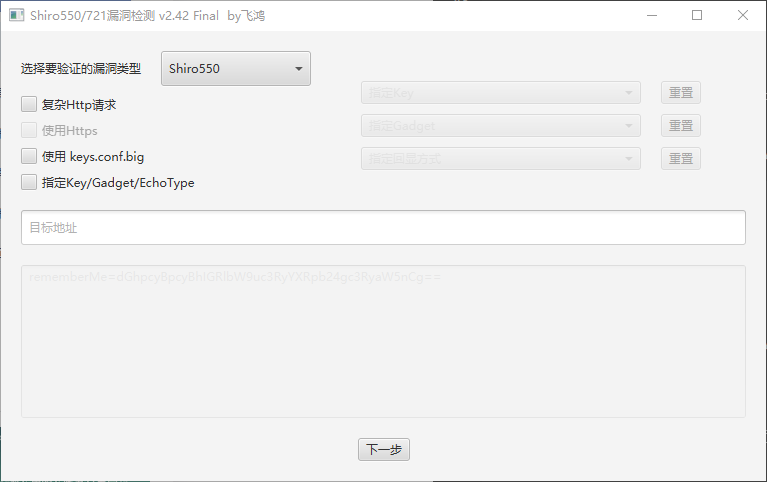 Shiro550/721漏洞检测 v2.42 Final by飞鸿
选择要验证的漏洞类型
Shiro550
复杂Http请求
使用Https
使用 keys.conf.big
指定Key/Gadget/EchoType
指定Key
重置
指定Gadget
重置
指定回显方式
重置
目标地址
rememberMe=dGhpcyBpcyBhIGRlbW9uc3RyYXRpb24gc3RyaW5nCg==
下一步